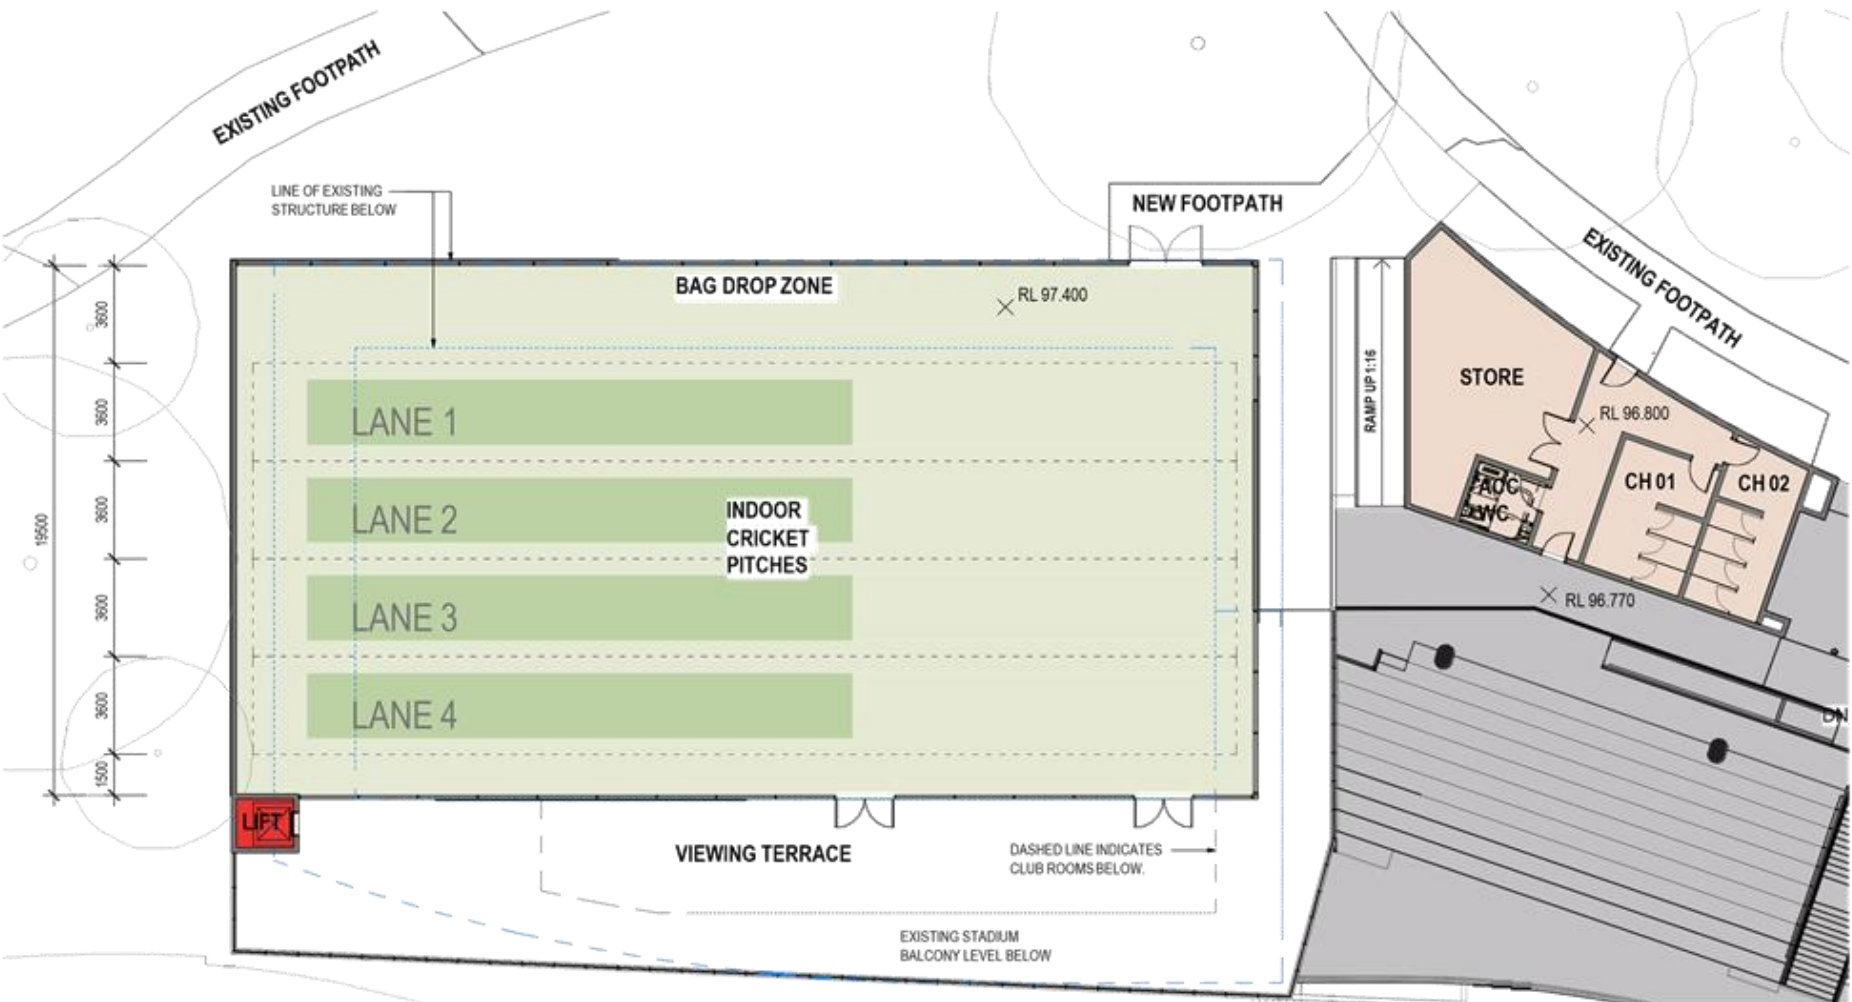 EXISTING FOOTPATH
LINE OF EXISTING
STRUCTURE BELOW
NEW FOOTPATH
EXISTING FOOTPATH
BAG DROP ZONE
RL 97.400
3600
3600
3600
3600
3600
1500
19500
LANE 1
LANE 2
LANE 3
LANE 4
INDOOR
CRICKET
PITCHES
RAMP UP 1:16
STORE
RL 96.800
ACC
WC
CH 01
CH 02
RL 96.770
DN
LIFT
VIEWING TERRACE
DASHED LINE INDICATES
CLUB ROOMS BELOW.
EXISTING STADIUM
BALCONY LEVEL BELOW